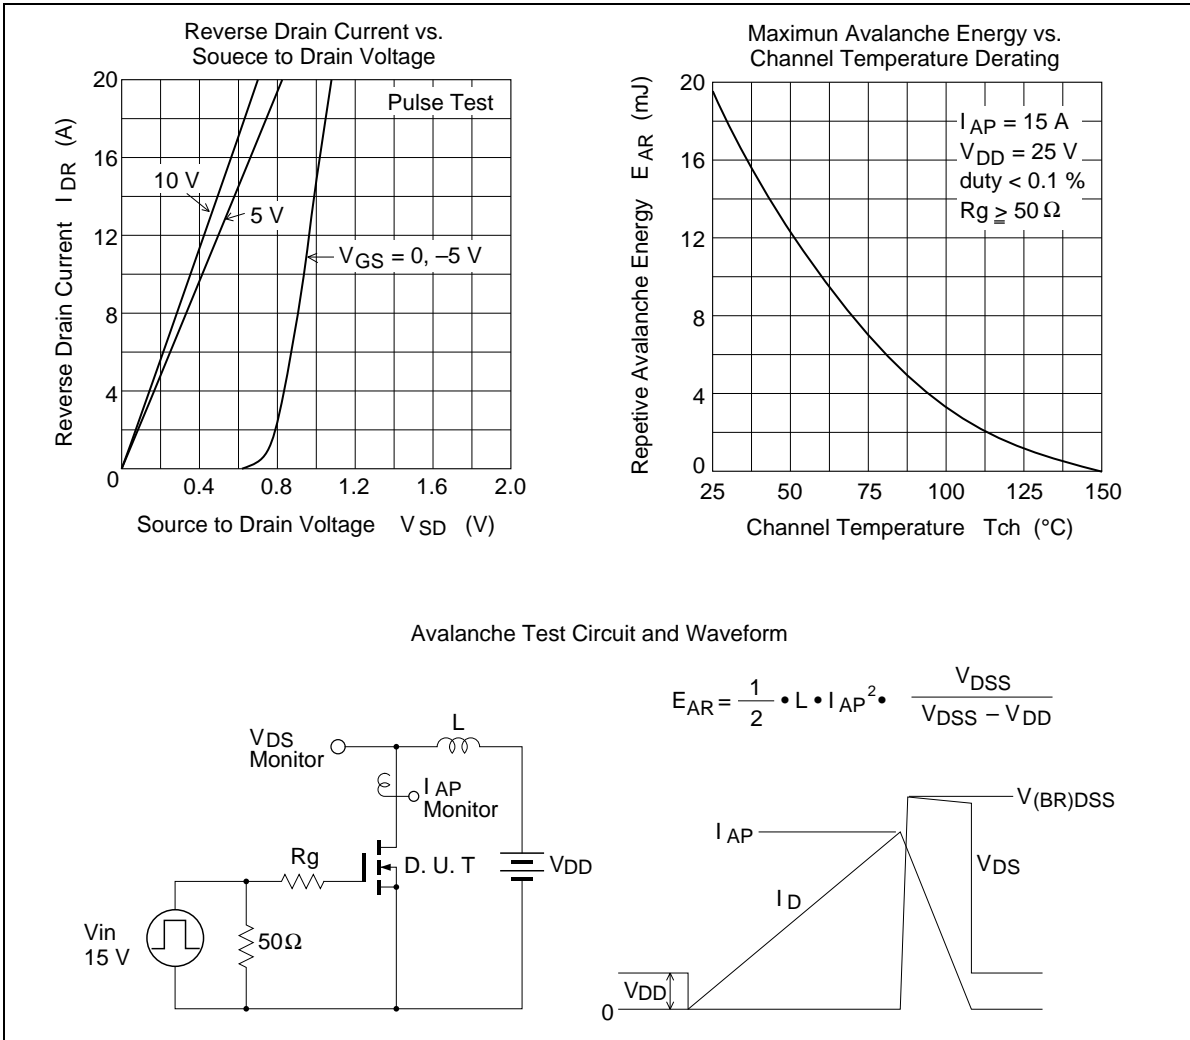 Reverse Drain Current vs.
Souece to Drain Voltage
20
16
12
8
4
0
0.4
0.8
1.2
1.6
2.0
Reverse Drain Current I DR (A)
Pulse Test
10 V
5 V
V GS = 0, –5 V
Source to Drain Voltage V SD (V)
Maximun Avalanche Energy vs.
Channel Temperature Derating
20
16
12
8
4
0
25
50
75
100
125
150
Repetive Avalanche Energy E AR (mJ)
I AP = 15 A
V DD = 25 V
duty < 0.1 %
Rg ≥ 50 Ω
Channel Temperature Tch (°C)
Avalanche Test Circuit and Waveform
E AR = 1/2 • L • I AP² • V DSS / (V DSS – V DD)
V DS
Monitor
L
I AP
Monitor
Rg
D. U. T
V DD
Vin
15 V
50Ω
V (BR)DSS
I AP
V DS
I D
V DD
0